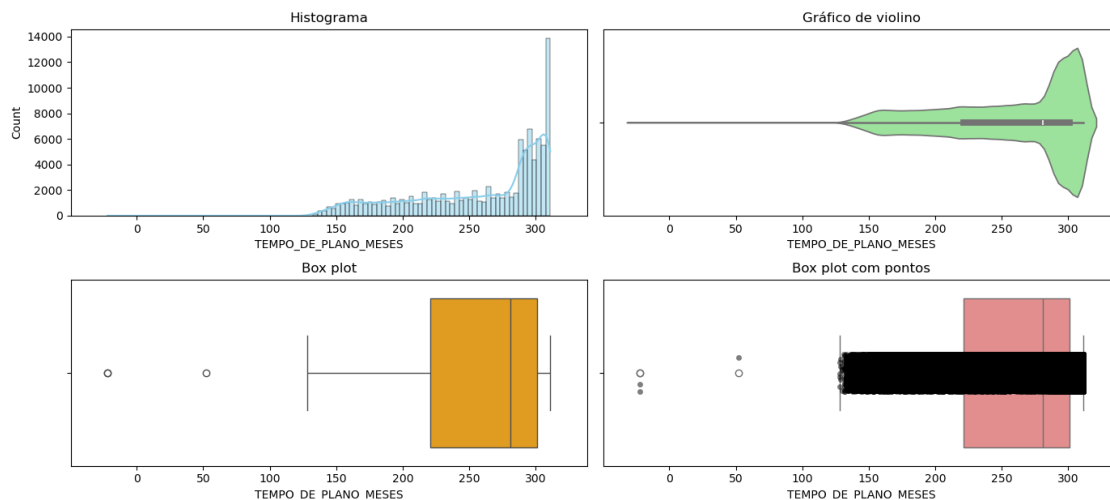 Histograma
14000
12000
10000
8000
6000
4000
2000
0
Count
0 50 100 150 200 250 300
TEMPO_DE_PLANO_MESES
Gráfico de violino
0 50 100 150 200 250 300
TEMPO_DE_PLANO_MESES
Box plot
0 50 100 150 200 250 300
TEMPO_DE_PLANO_MESES
Box plot com pontos
0 50 100 150 200 250 300
TEMPO_DE_PLANO_MESES